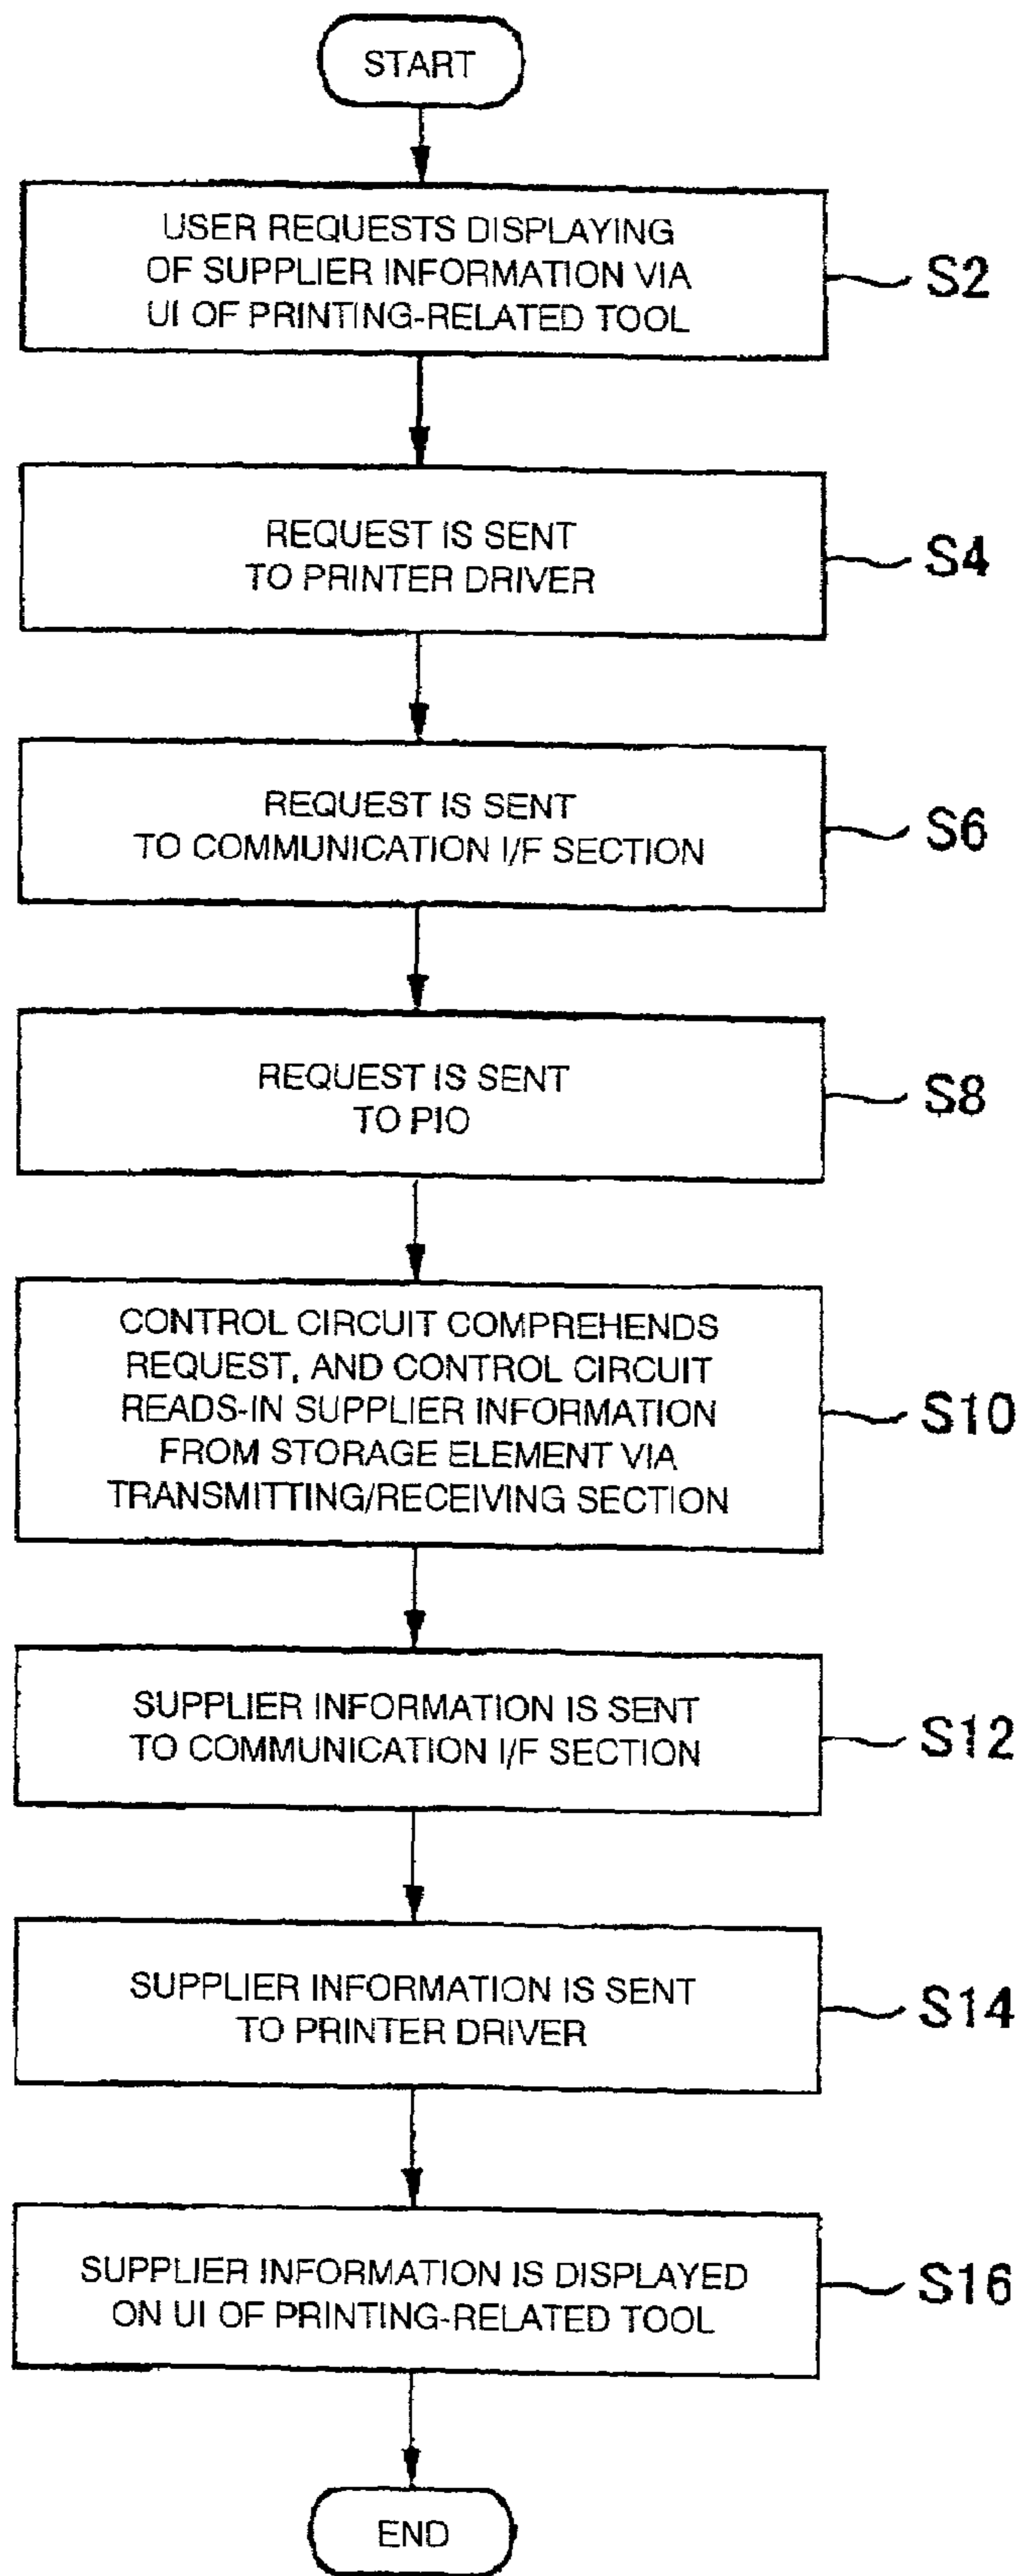 START
USER REQUESTS DISPLAYING
OF SUPPLIER INFORMATION VIA
UI OF PRINTING-RELATED TOOL
S2
REQUEST IS SENT
TO PRINTER DRIVER
S4
REQUEST IS SENT
TO COMMUNICATION I/F SECTION
S6
REQUEST IS SENT
TO PIO
S8
CONTROL CIRCUIT COMPREHENDS
REQUEST, AND CONTROL CIRCUIT
READS-IN SUPPLIER INFORMATION
FROM STORAGE ELEMENT VIA
TRANSMITTING/RECEIVING SECTION
S10
SUPPLIER INFORMATION IS SENT
TO COMMUNICATION I/F SECTION
S12
SUPPLIER INFORMATION IS SENT
TO PRINTER DRIVER
S14
SUPPLIER INFORMATION IS DISPLAYED
ON UI OF PRINTING-RELATED TOOL
S16
END